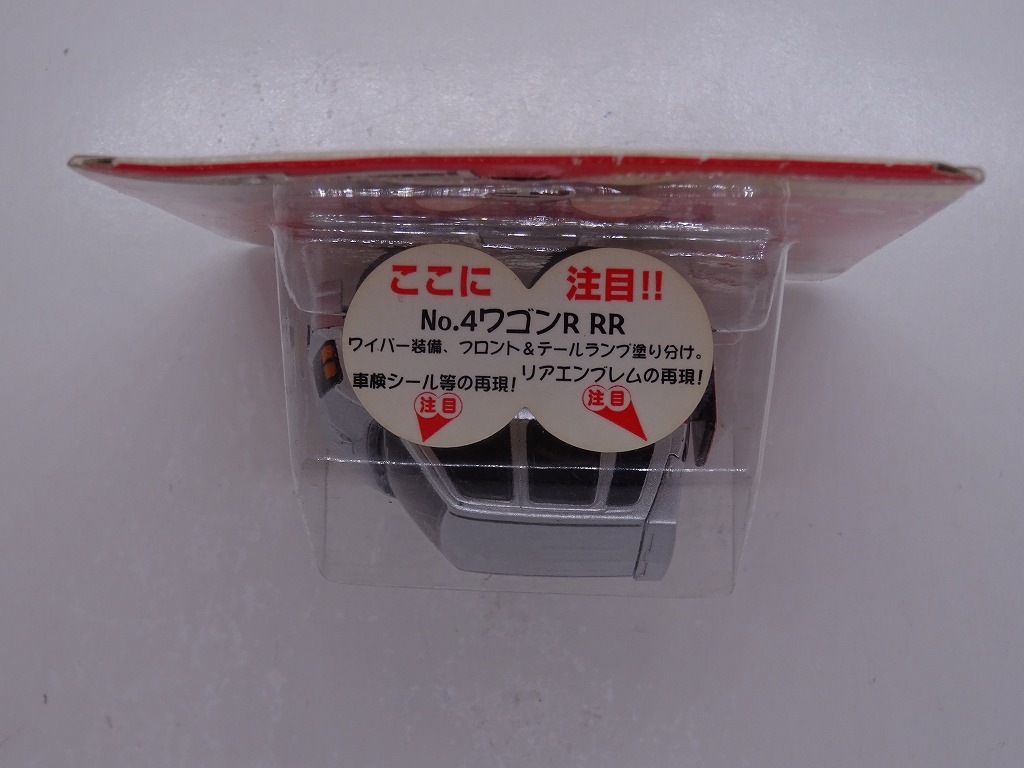 ここに 注目!!
No.4ワゴンR RR
ワイパー装備、フロント＆テールランプ塗り分け。
車検シール等の再現! リアエンブレムの再現!
注目 注目